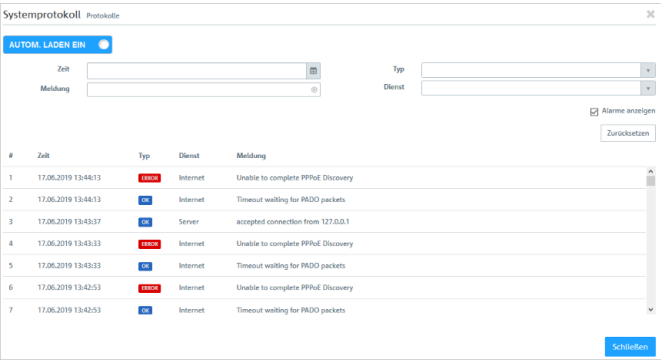 Systemprotokoll Protokolle
AUTOM. LADEN EIN
Zeit
Typ
Meldung
Dienst
Alarme anzeigen
Zurücksetzen
# Zeit Typ Dienst Meldung
1 17.06.2019 13:44:13 ERROR Internet Unable to complete PPPoE Discovery
2 17.06.2019 13:44:13 OK Internet Timeout waiting for PADO packets
3 17.06.2019 13:43:37 OK Server accepted connection from 127.0.0.1
4 17.06.2019 13:43:33 ERROR Internet Unable to complete PPPoE Discovery
5 17.06.2019 13:43:33 OK Internet Timeout waiting for PADO packets
6 17.06.2019 13:42:53 ERROR Internet Unable to complete PPPoE Discovery
7 17.06.2019 13:42:53 OK Internet Timeout waiting for PADO packets
Schließen